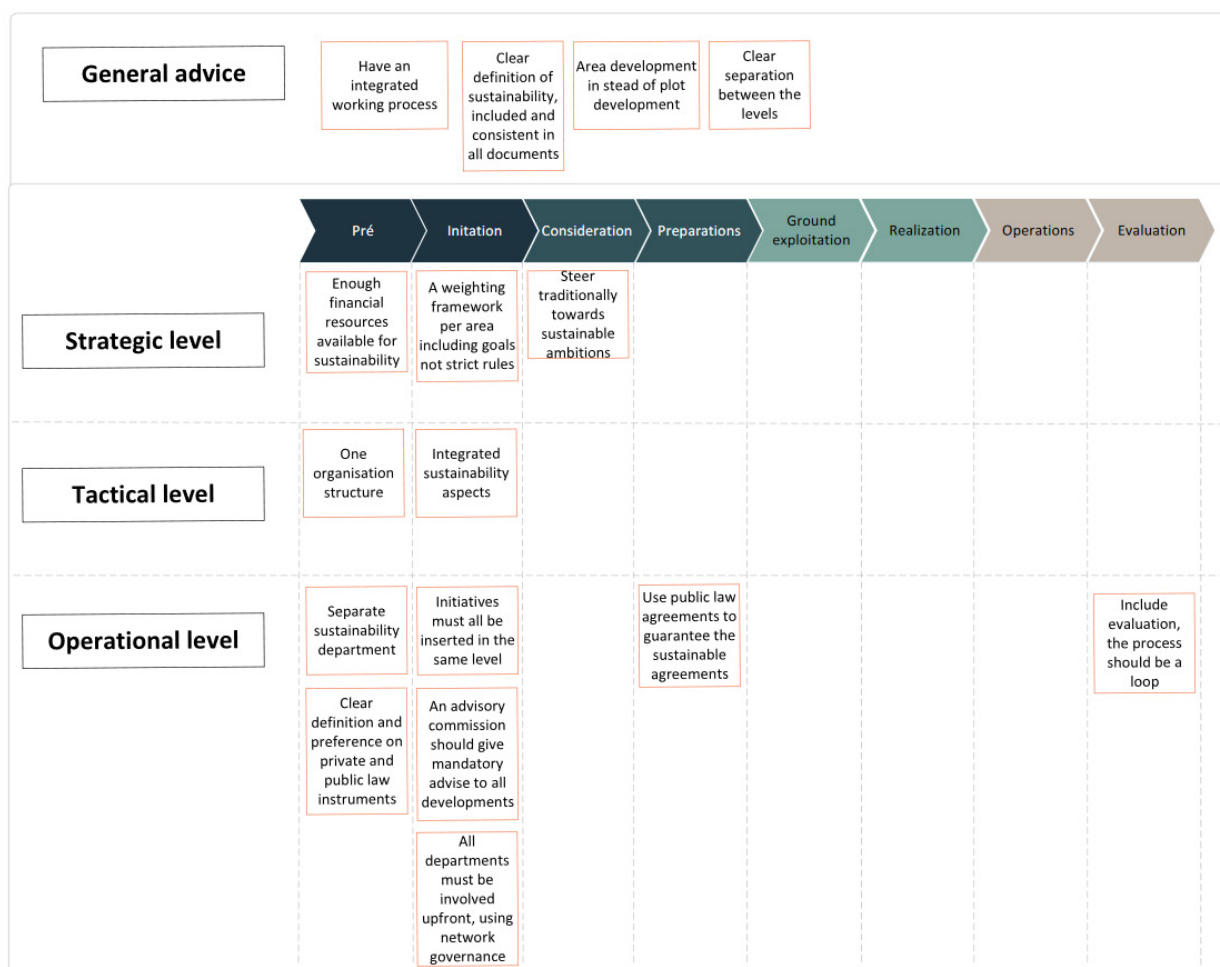 General advice
Have an
integrated
working process
Clear
definition of
sustainability,
included and
consistent in
all documents
Area development
in stead of plot
development
Clear
separation
between the
levels
Pré
Initation
Consideration
Preparations
Ground
exploitation
Realization
Operations
Evaluation
Strategic level
Enough
financial
resources
available for
sustainability
A weighting
framework
per area
including goals
not strict rules
Steer
traditionally
towards
sustainable
ambitions
Tactical level
One
organisation
structure
Integrated
sustainability
aspects
Operational level
Separate
sustainability
department
Initiatives
must all be
inserted in the
same level
Use public law
agreements to
guarantee the
sustainable
agreements
Include
evaluation,
the process
should be a
loop
Clear
definition and
preference on
private and
public law
instruments
An advisory
commission
should give
mandatory
advise to all
developments
All
departments
must be
involved
upfront, using
network
governance